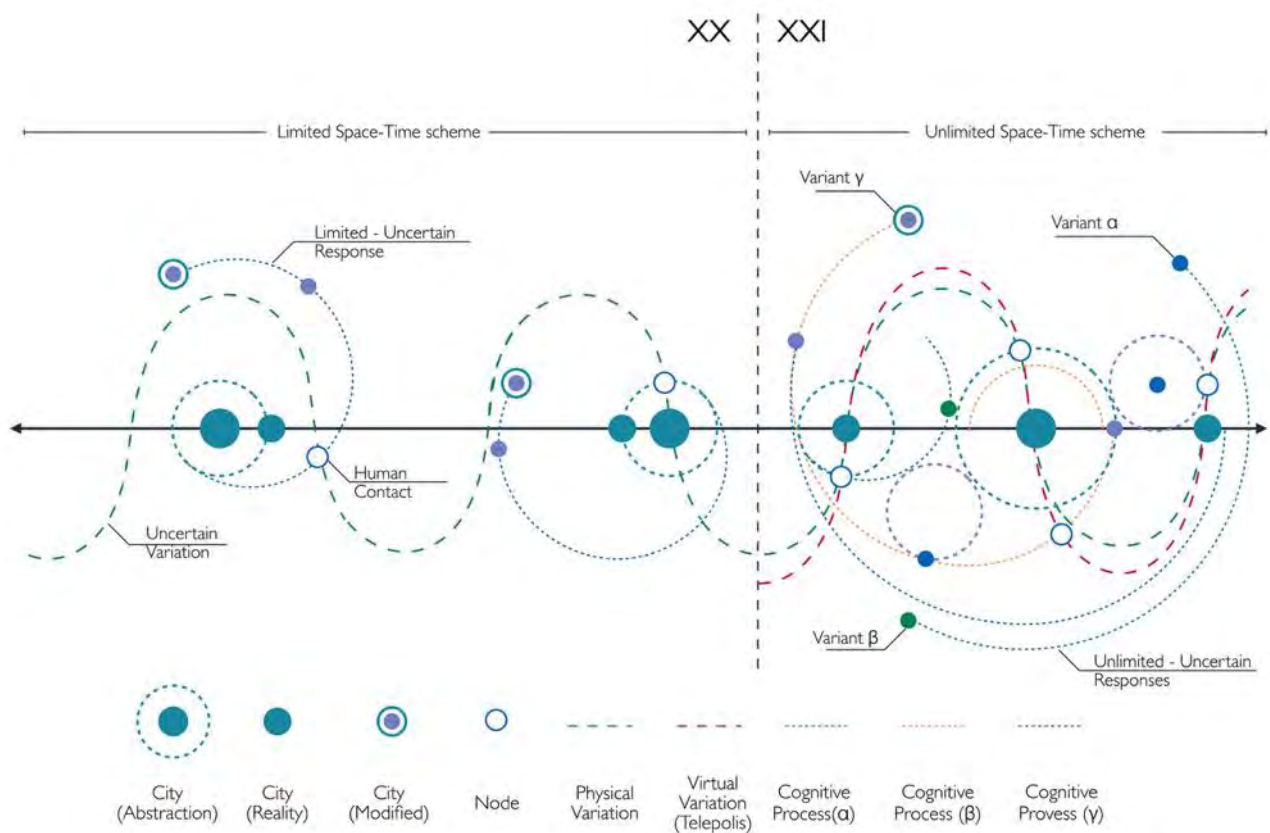 XX
XXI
Limited Space-Time scheme
Unlimited Space-Time scheme
Variant γ
Variant α
Limited - Uncertain
Response
Human
Contact
Uncertain
Variation
Variant β
Unlimited - Uncertain
Responses
City
(Abstraction)
City
(Reality)
City
(Modified)
Node
Physical
Variation
Virtual
Variation
(Telepolis)
Cognitive
Process(α)
Cognitive
Process (β)
Cognitive
Provess (γ)